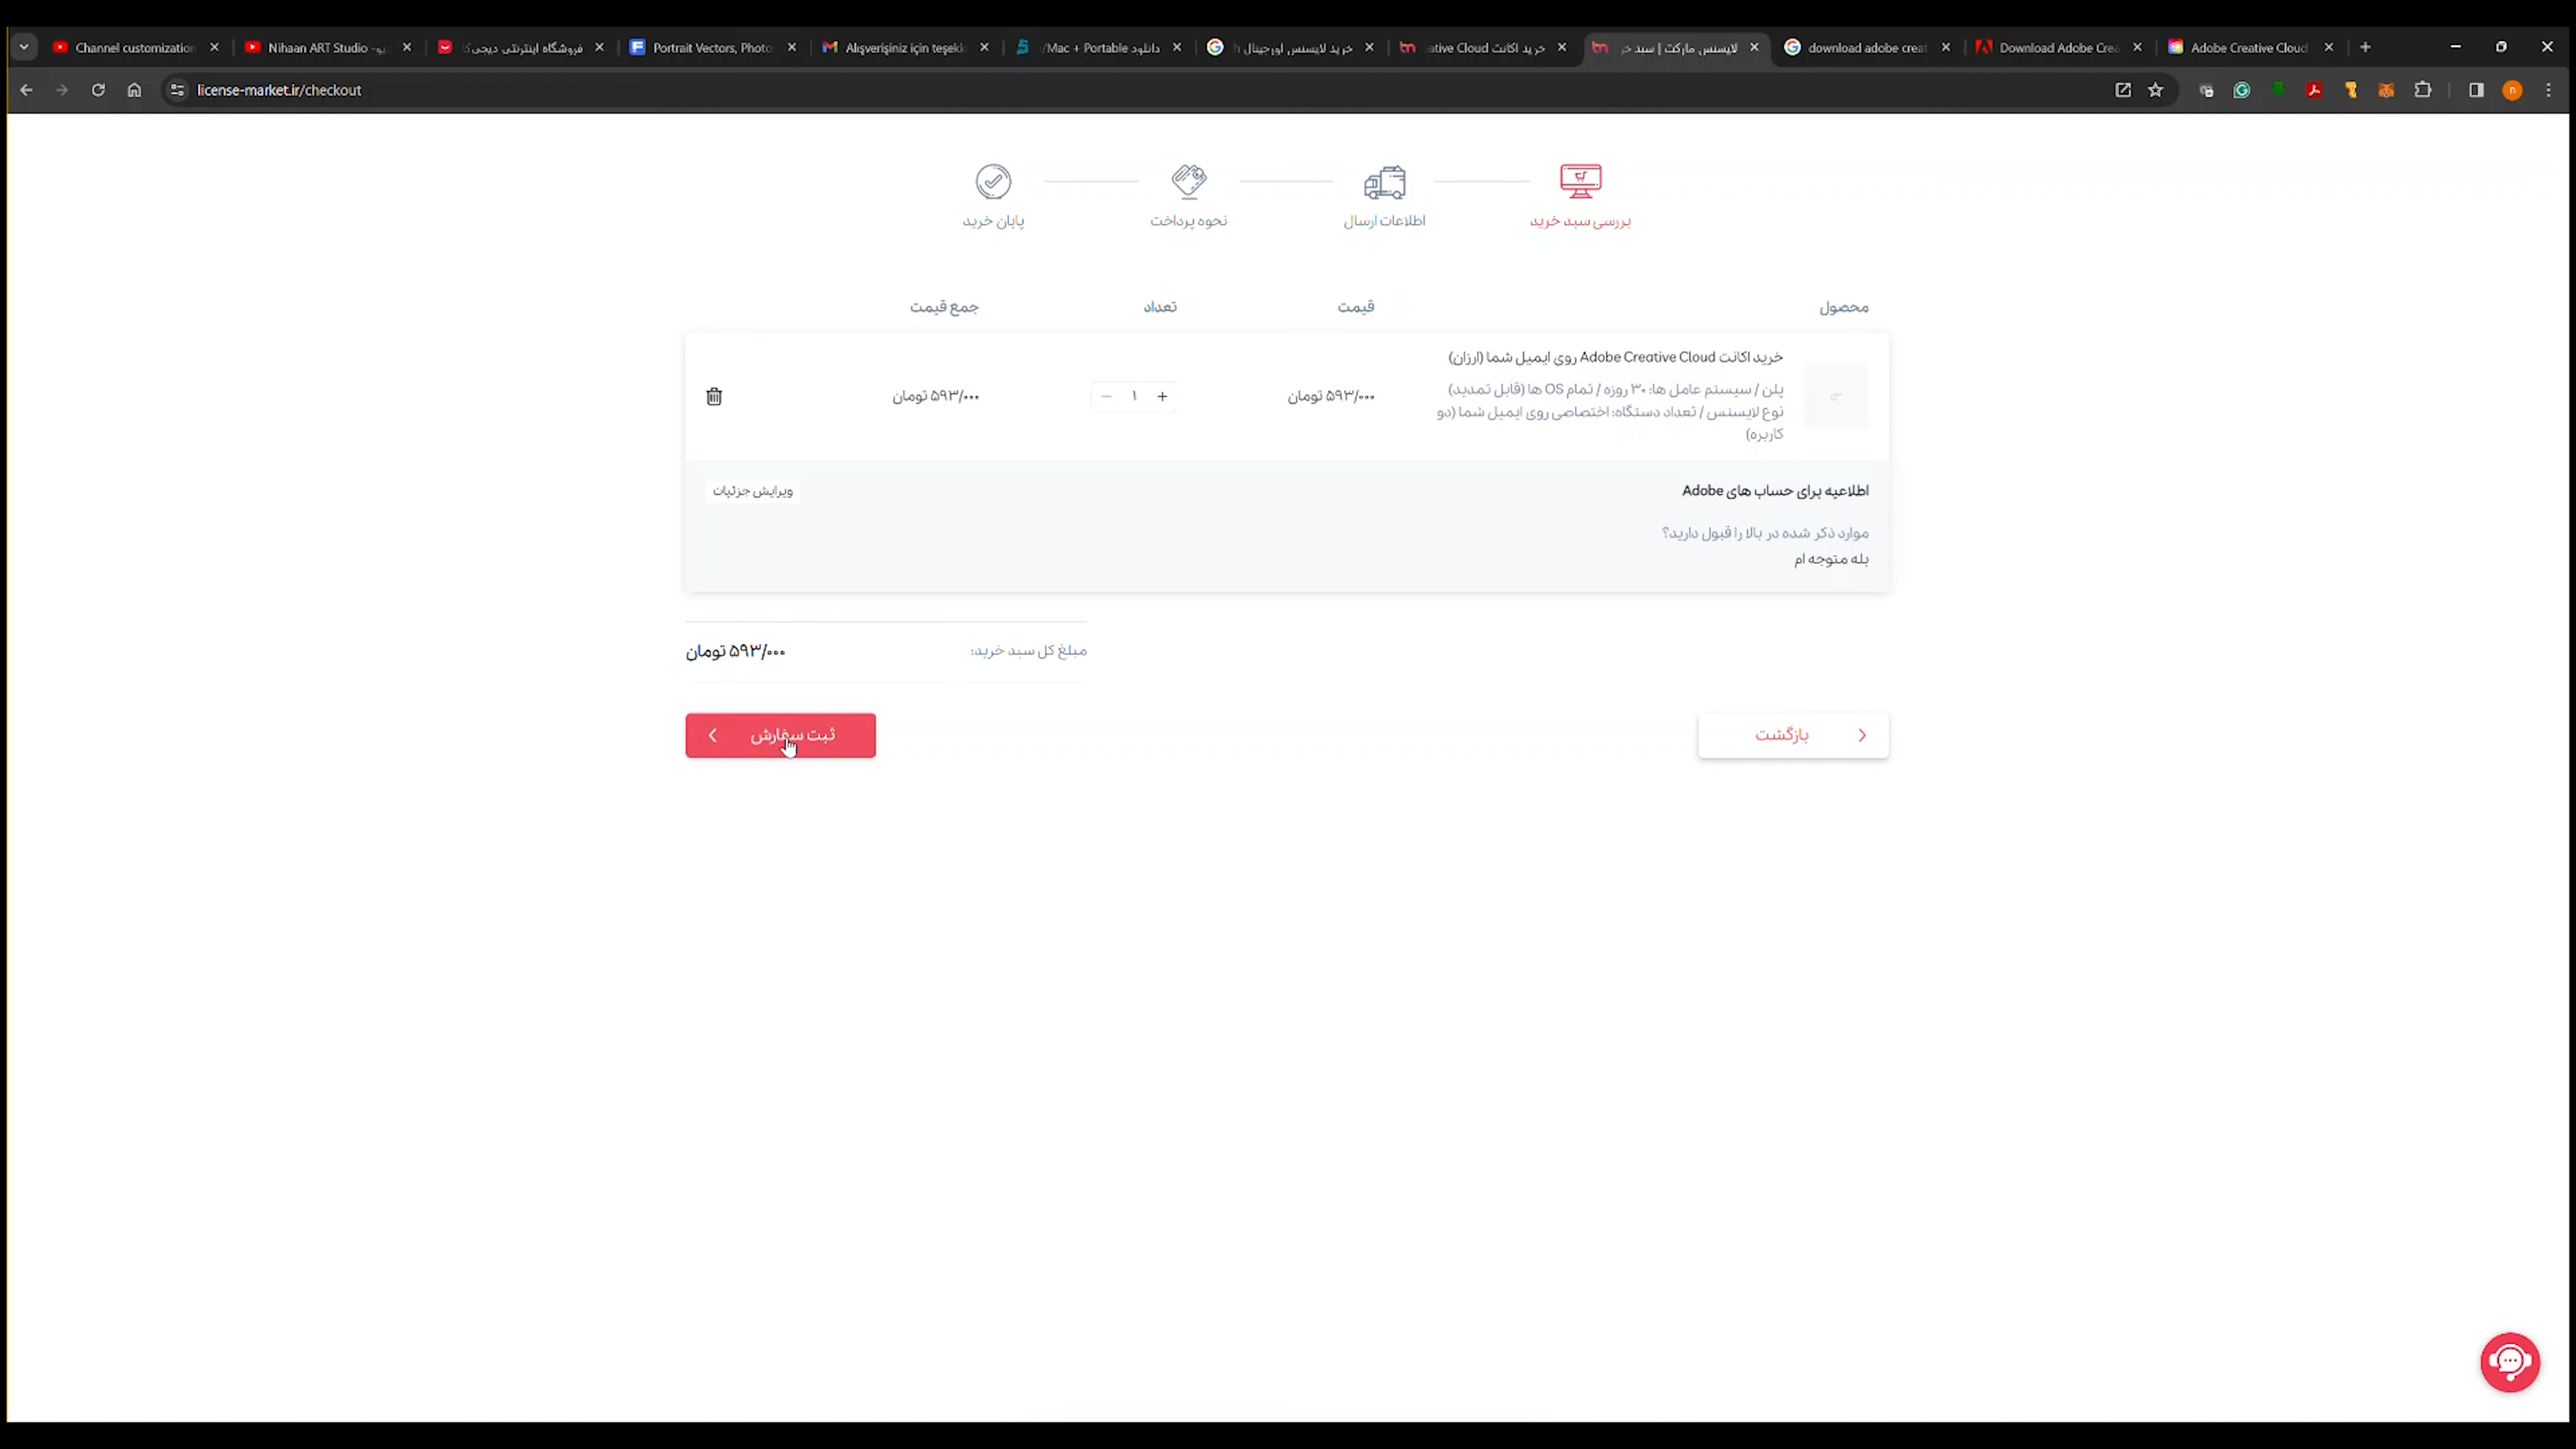 Channel customization
Nihaan ART Studio -یو
فروشگاه اینترنتی دیجی‌کا
Portrait Vectors, Photo
Alışverişiniz için teşekk
دانلود Mac + Portable/
خرید لایسنس اورجینال h
خرید اکانت ative Cloud
لایسنس مارکت | سبد خر
download adobe creat
Download Adobe Crea
Adobe Creative Cloud
license-market.ir/checkout
n
بررسی سبد خرید
اطلاعات ارسال
نحوه پرداخت
پایان خرید
محصول
قیمت
تعداد
جمع قیمت
خرید اکانت Adobe Creative Cloud روی ایمیل شما (ارزان)
پلن / سیستم عامل ها: ۳۰ روزه / تمام OS ها (قابل تمدید)
نوع لایسنس / تعداد دستگاه: اختصاصی روی ایمیل شما (دو
کاربره)
۵۹۳/۰۰۰ تومان
+ ۱ −
۵۹۳/۰۰۰ تومان
اطلاعیه برای حساب های Adobe
ویرایش جزئیات
موارد ذکر شده در بالا را قبول دارید؟
بله متوجه ام
مبلغ کل سبد خرید:
۵۹۳/۰۰۰ تومان
بازگشت
ثبت سفارش